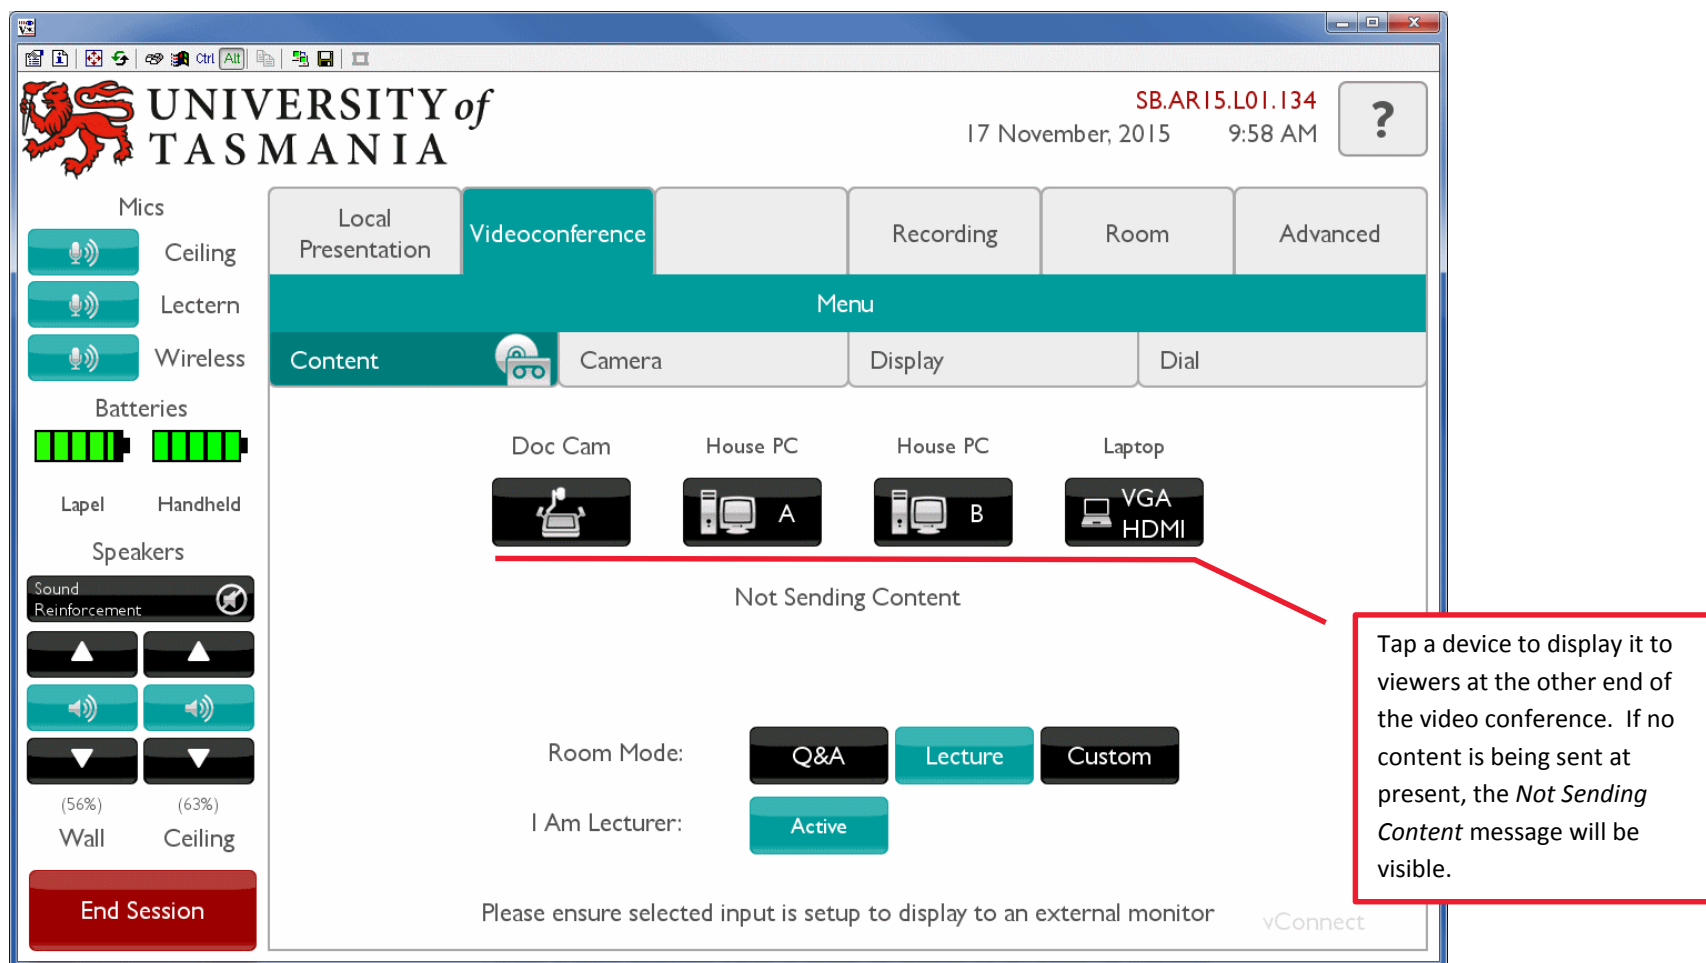 Ctrl Alt
UNIVERSITY of
TASMANIA
SB.AR15.L01.134
17 November, 2015 9:58 AM
?
Mics
Ceiling
Lectern
Wireless
Batteries
Lapel Handheld
Speakers
Sound
Reinforcement
(56%) (63%)
Wall Ceiling
End Session
Local
Presentation
Videoconference
Recording
Room
Advanced
Menu
Content Camera Display Dial
Doc Cam House PC House PC Laptop
A
B
VGA
HDMI
Not Sending Content
Room Mode: Q&A Lecture Custom
I Am Lecturer: Active
Please ensure selected input is setup to display to an external monitor
vConnect
Tap a device to display it to
viewers at the other end of
the video conference.  If no
content is being sent at
present, the Not Sending
Content message will be
visible.